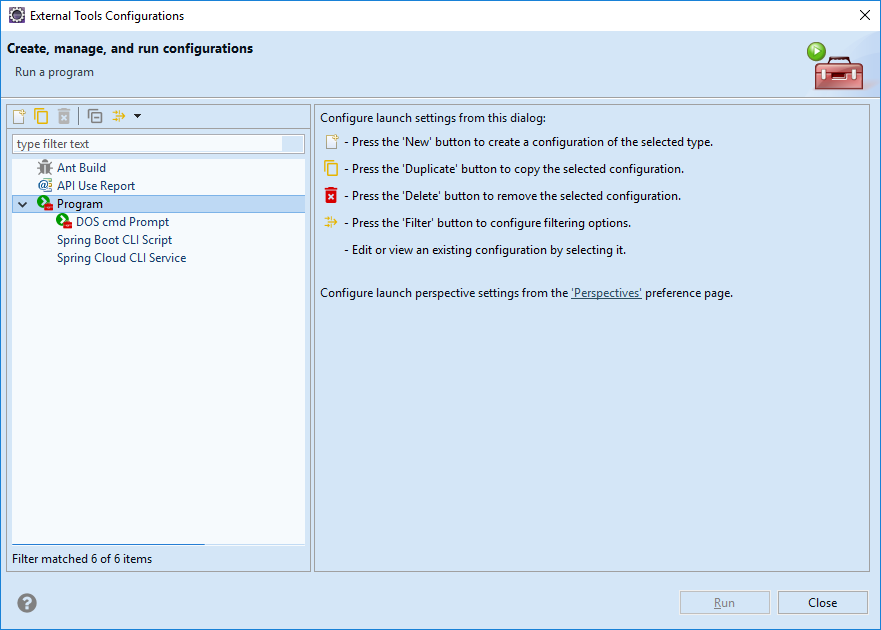 External Tools Configurations
Create, manage, and run configurations
Run a program
type filter text
Ant Build
API Use Report
Program
DOS cmd Prompt
Spring Boot CLI Script
Spring Cloud CLI Service
Filter matched 6 of 6 items
Configure launch settings from this dialog:
- Press the 'New' button to create a configuration of the selected type.
- Press the 'Duplicate' button to copy the selected configuration.
- Press the 'Delete' button to remove the selected configuration.
- Press the 'Filter' button to configure filtering options.
- Edit or view an existing configuration by selecting it.
Configure launch perspective settings from the 'Perspectives' preference page.
Run
Close